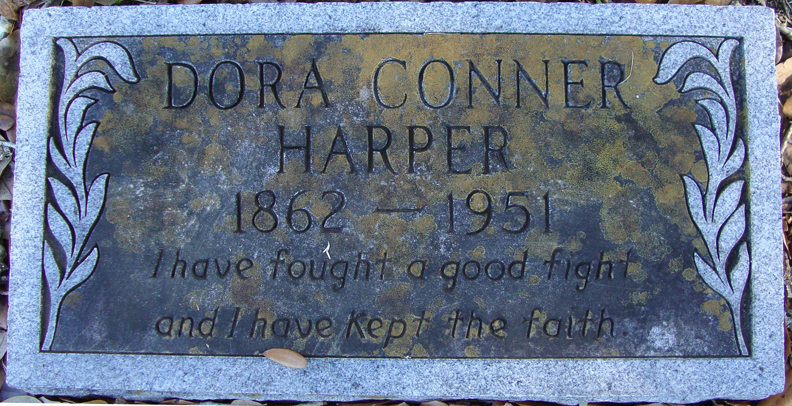 DORA CONNER
HARPER
1862 — 1951
I have fought a good fight
and I have kept the faith.